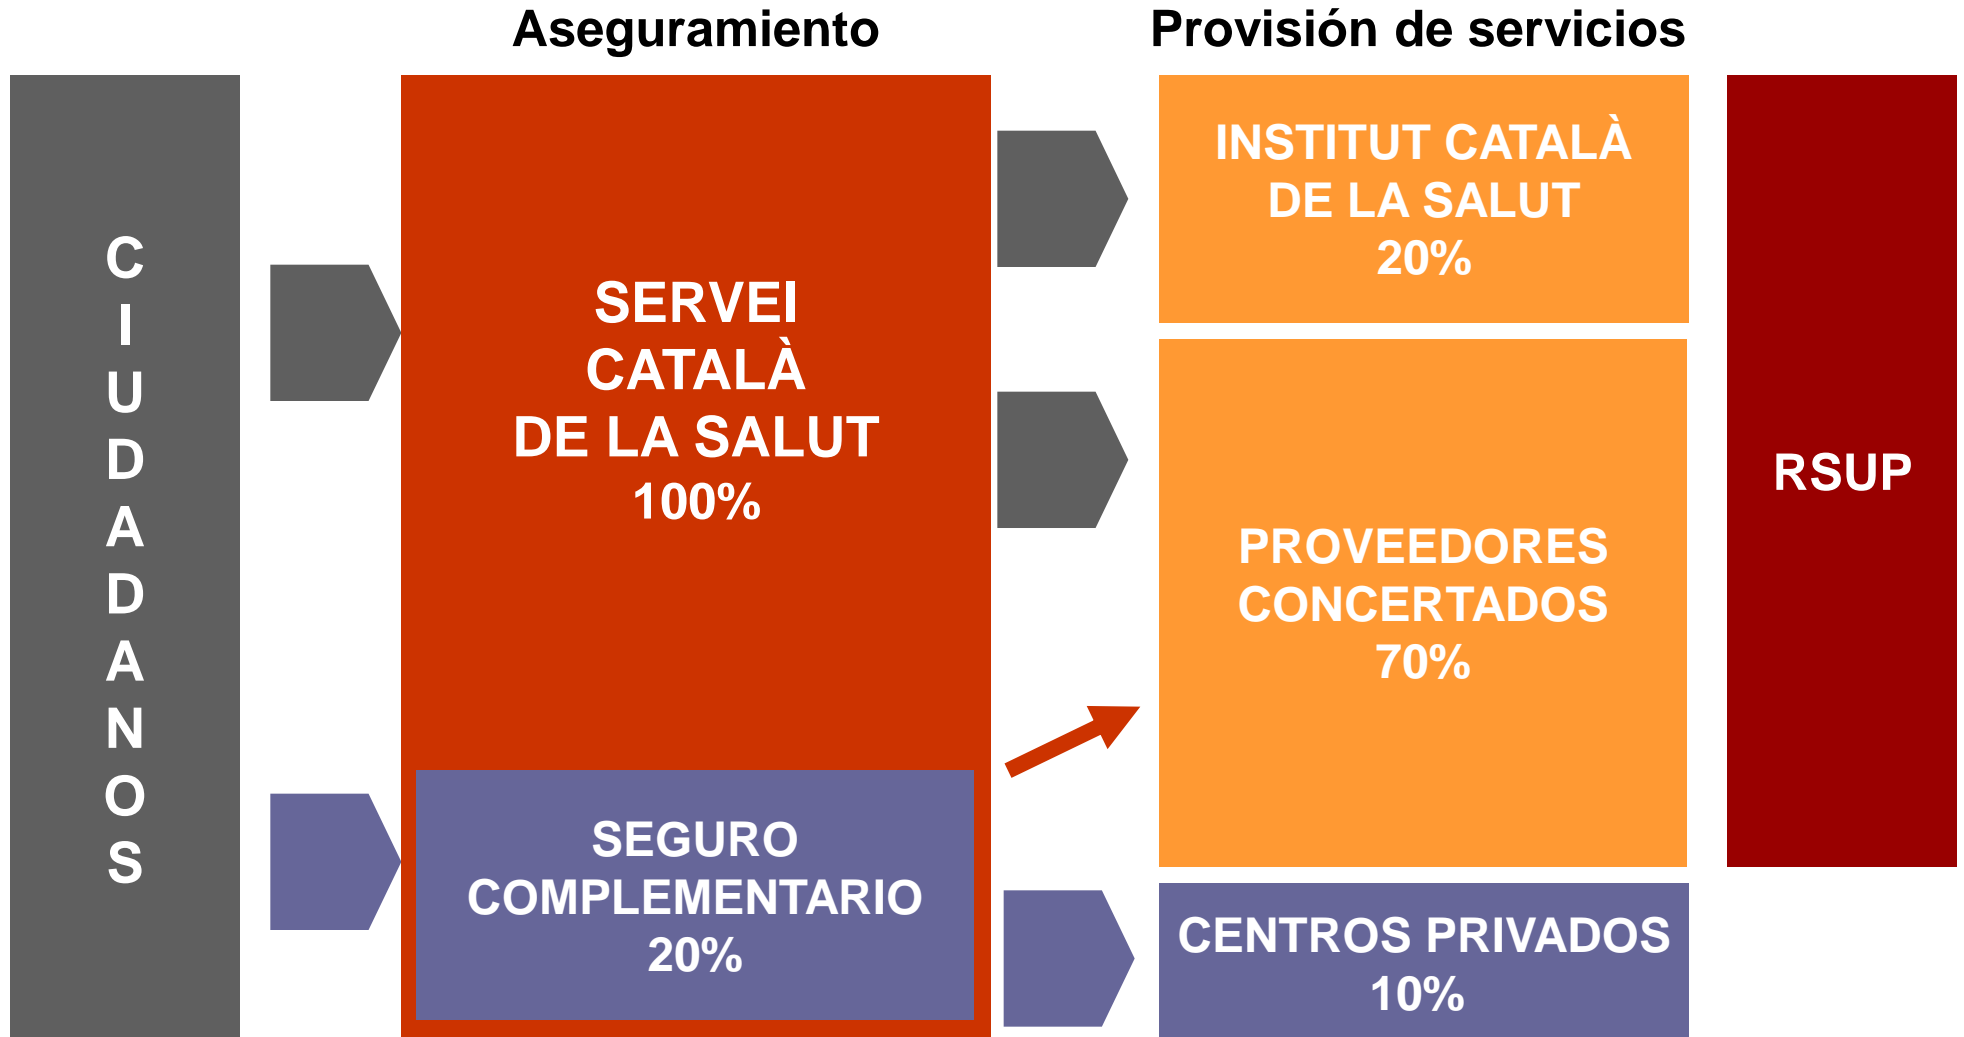 Aseguramiento
Provisión de servicios
C
I
U
D
A
D
A
N
O
S
SERVEI
CATALÀ
DE LA SALUT
100%
SEGURO
COMPLEMENTARIO
20%
INSTITUT CATALÀ
DE LA SALUT
20%
PROVEEDORES
CONCERTADOS
70%
CENTROS PRIVADOS
10%
RSUP